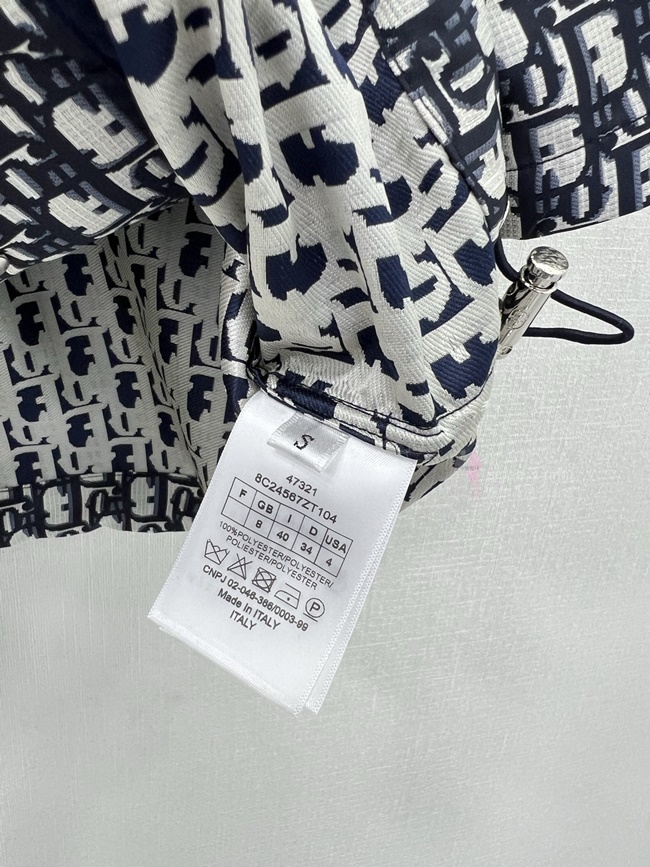 S
47321
8C24567ZT104
F GB I D USA
8 40 34 4
100%POLYESTER/POLYESTER/
POLIESTER/POLYESTER
CNPJ 02-046-366/0003-99
Made in ITALY
ITALY